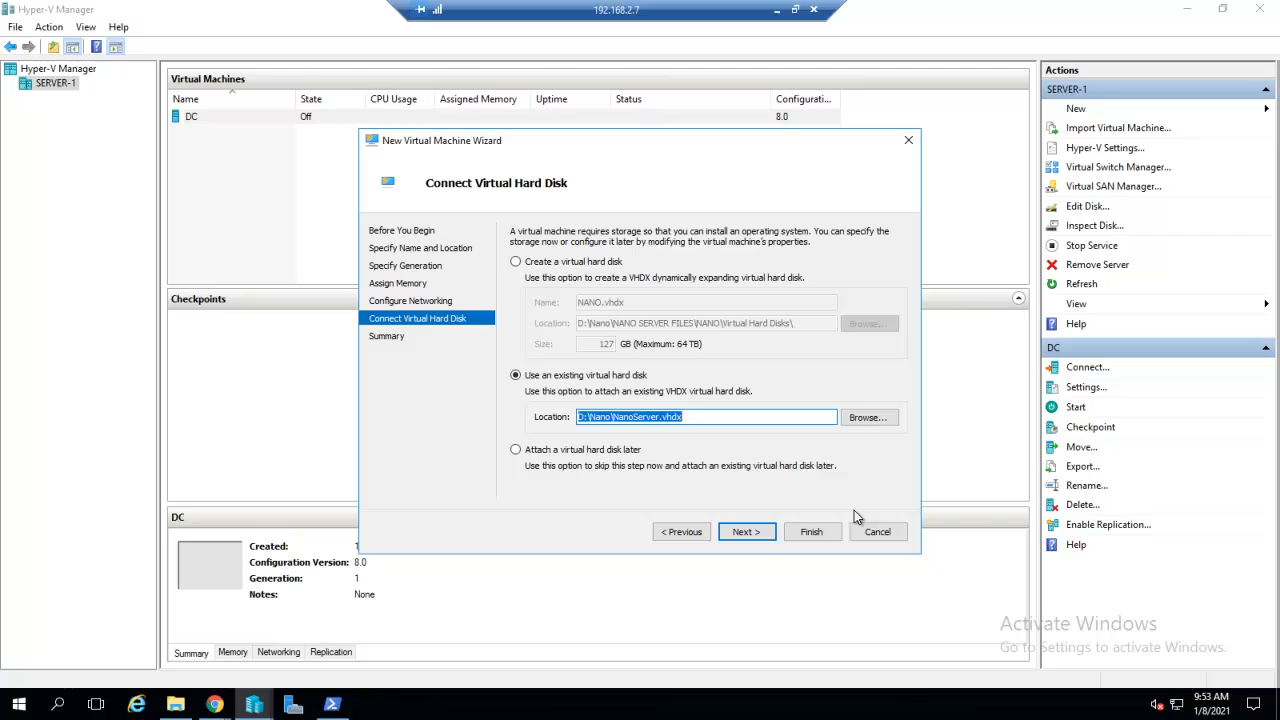 Hyper-V Manager
192.168.2.7
File Action View Help
Hyper-V Manager
SERVER-1
Virtual Machines
Name State CPU Usage Assigned Memory Uptime Status Configurati...
DC Off 8.0
New Virtual Machine Wizard
Connect Virtual Hard Disk
Before You Begin
Specify Name and Location
Specify Generation
Assign Memory
Configure Networking
Connect Virtual Hard Disk
Summary
A virtual machine requires storage so that you can install an operating system. You can specify the
storage now or configure it later by modifying the virtual machine's properties.
Create a virtual hard disk
Use this option to create a VHDX dynamically expanding virtual hard disk.
Name: NANO.vhdx
Location: D:\Nano\NANO SERVER FILES\NANO\Virtual Hard Disks\ Browse...
Size: 127 GB (Maximum: 64 TB)
Use an existing virtual hard disk
Use this option to attach an existing VHDX virtual hard disk.
Location: D:\Nano\NanoServer.vhdx Browse...
Attach a virtual hard disk later
Use this option to skip this step now and attach an existing virtual hard disk later.
< Previous Next > Finish Cancel
Checkpoints
DC
Created: 1
Configuration Version: 8.0
Generation: 1
Notes: None
Summary Memory Networking Replication
Actions
SERVER-1
New
Import Virtual Machine...
Hyper-V Settings...
Virtual Switch Manager...
Virtual SAN Manager...
Edit Disk...
Inspect Disk...
Stop Service
Remove Server
Refresh
View
Help
DC
Connect...
Settings...
Start
Checkpoint
Move...
Export...
Rename...
Delete...
Enable Replication...
Help
Activate Windows
Go to Settings to activate Windows.
9:53 AM
1/8/2021